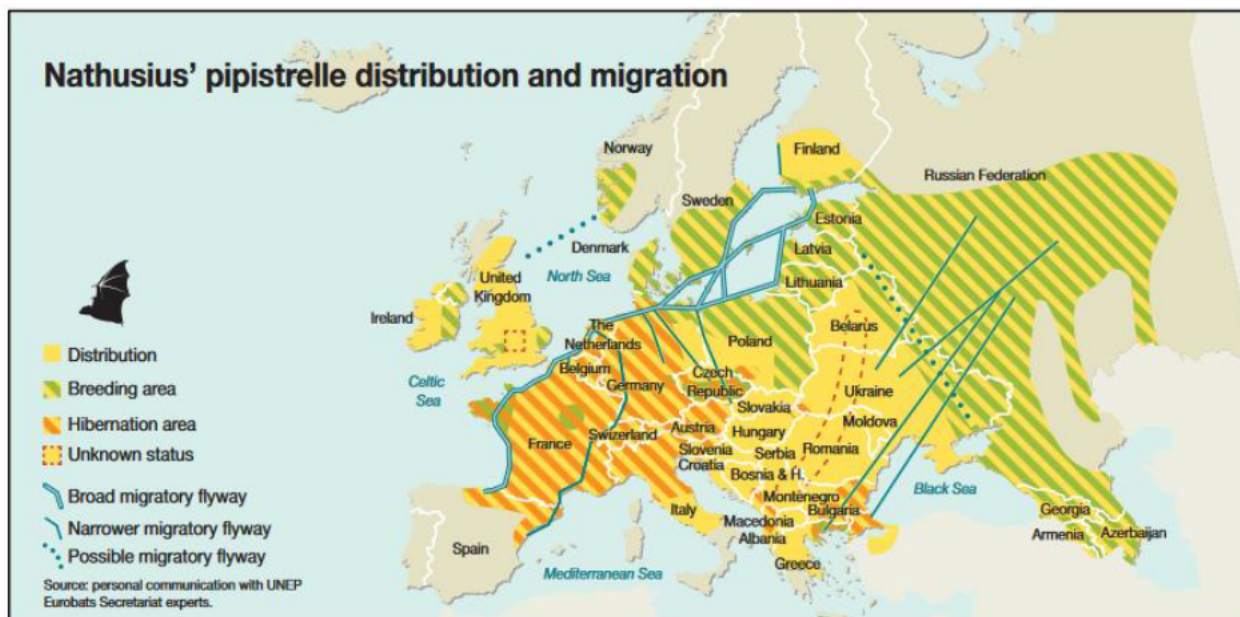 Nathusius' pipistrelle distribution and migration
Norway
Finland
Russian Federation
Sweden
Estonia
Denmark
Latvia
North Sea
United
Kingdom
Lithuania
Ireland
The
Netherlands
Belarus
Distribution
Poland
Belgium
Breeding area
Celtic
Sea
Germany
Czech
Republic
Ukraine
Hibernation area
Slovakia
Moldova
Unknown status
France
Swizerland
Austria
Hungary
Slovenia
Serbia
Romania
Croatia
Bosnia & H.
Black Sea
Broad migratory flyway
Montenegro
Bulgaria
Italy
Georgia
Narrower migratory flyway
Macedonia
Armenia
Azerbaijan
Possible migratory flyway
Spain
Albania
Greece
Mediterranean Sea
Source: personal communication with UNEP
Eurobats Secretariat experts.